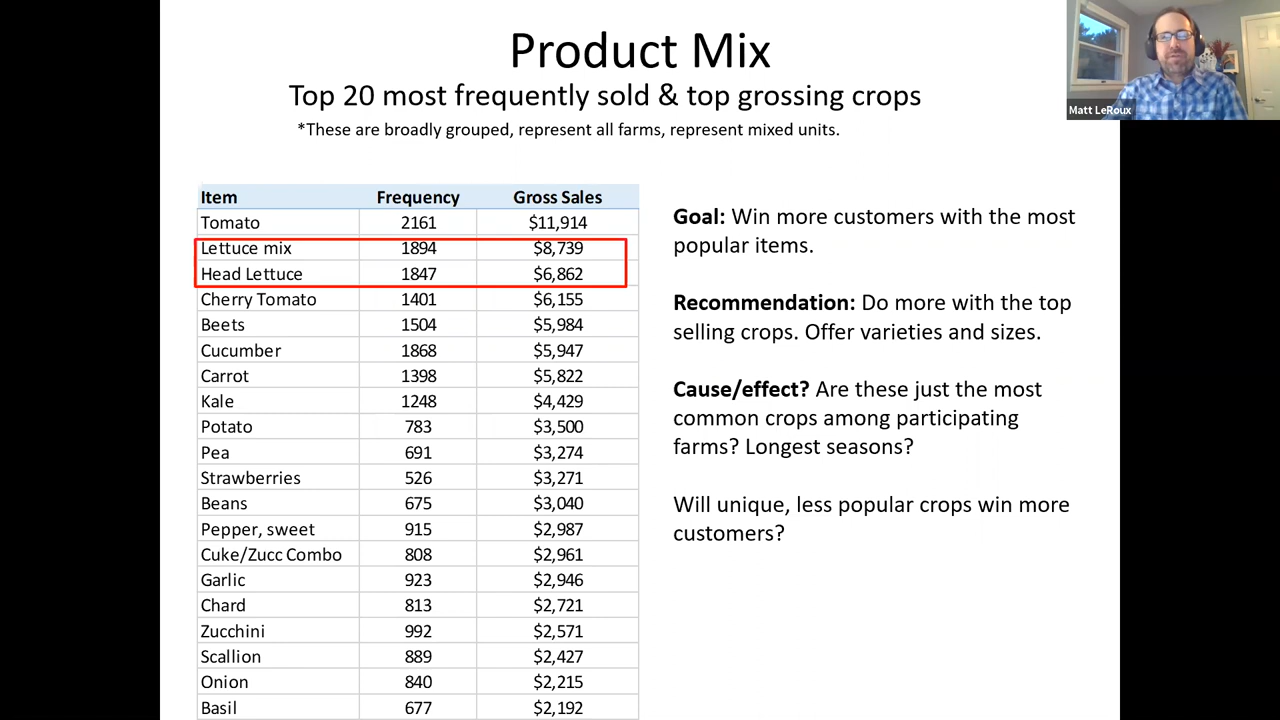 Product Mix
Top 20 most frequently sold & top grossing crops
*These are broadly grouped, represent all farms, represent mixed units.
Matt LeRoux
Item Frequency Gross Sales
Tomato 2161 $11,914
Lettuce mix 1894 $8,739
Head Lettuce 1847 $6,862
Cherry Tomato 1401 $6,155
Beets 1504 $5,984
Cucumber 1868 $5,947
Carrot 1398 $5,822
Kale 1248 $4,429
Potato 783 $3,500
Pea 691 $3,274
Strawberries 526 $3,271
Beans 675 $3,040
Pepper, sweet 915 $2,987
Cuke/Zucc Combo 808 $2,961
Garlic 923 $2,946
Chard 813 $2,721
Zucchini 992 $2,571
Scallion 889 $2,427
Onion 840 $2,215
Basil 677 $2,192
Goal: Win more customers with the most
popular items.
Recommendation: Do more with the top
selling crops. Offer varieties and sizes.
Cause/effect? Are these just the most
common crops among participating
farms? Longest seasons?
Will unique, less popular crops win more
customers?